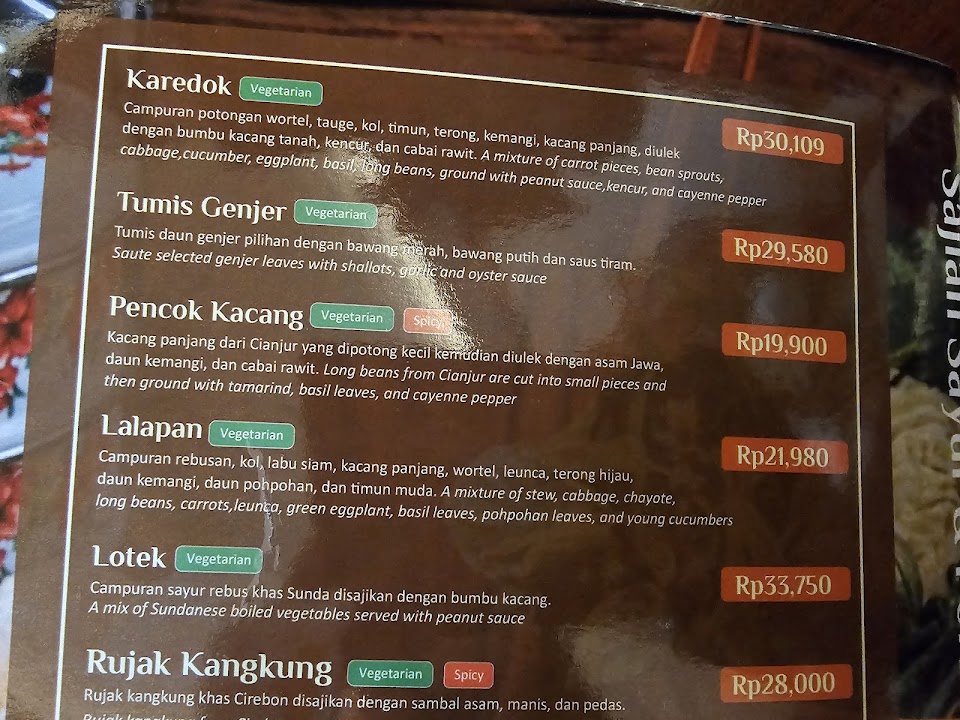 Karedok Vegetarian
Campuran potongan wortel, tauge, kol, timun, terong, kemangi, kacang panjang, diulek
dengan bumbu kacang tanah, kencur, dan cabai rawit. A mixture of carrot pieces, bean sprouts,
cabbage,cucumber, eggplant, basil, long beans, ground with peanut sauce,kencur, and cayenne pepper
Rp30,109
Tumis Genjer Vegetarian
Tumis daun genjer pilihan dengan bawang merah, bawang putih dan saus tiram.
Saute selected genjer leaves with shallots, garlic and oyster sauce
Rp29,580
Pencok Kacang Vegetarian Spicy
Kacang panjang dari Cianjur yang dipotong kecil kemudian diulek dengan asam Jawa,
daun kemangi, dan cabai rawit. Long beans from Cianjur are cut into small pieces and
then ground with tamarind, basil leaves, and cayenne pepper
Rp19,900
Lalapan Vegetarian
Campuran rebusan, kol, labu siam, kacang panjang, wortel, leunca, terong hijau,
daun kemangi, daun pohpohan, dan timun muda. A mixture of stew, cabbage, chayote,
long beans, carrots,leunca, green eggplant, basil leaves, pohpohan leaves, and young cucumbers
Rp21,980
Lotek Vegetarian
Campuran sayur rebus khas Sunda disajikan dengan bumbu kacang.
A mix of Sundanese boiled vegetables served with peanut sauce
Rp33,750
Rujak Kangkung Vegetarian Spicy
Rujak kangkung khas Cirebon disajikan dengan sambal asam, manis, dan pedas.
Rujak kangkung
Rp28,000
Sajian Sayur